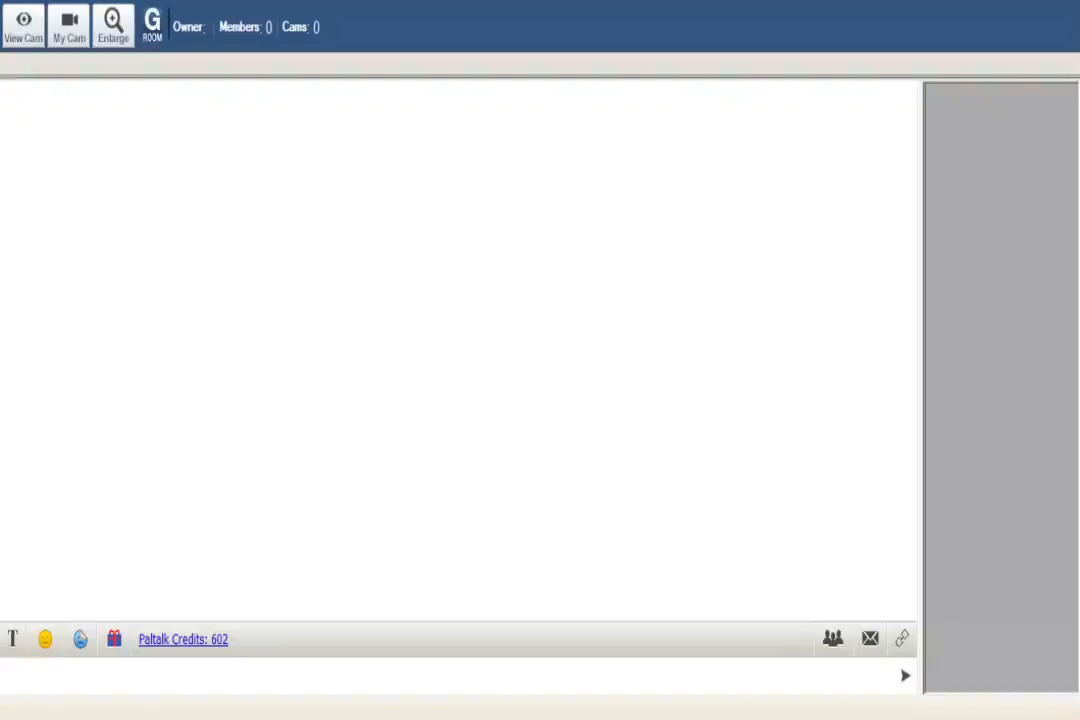 View Cam My Cam Enlarge G ROOM Owner: Members: () Cams: ()
T Paltalk Credits: 602